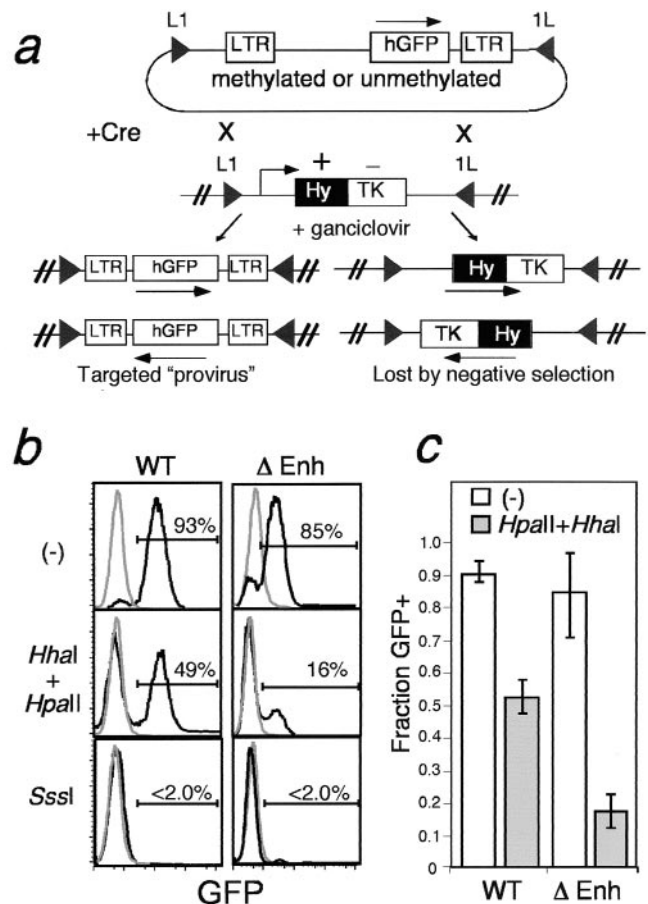 a
L1 1L
LTR hGFP LTR
methylated or unmethylated
+Cre X X
L1 + – 1L
Hy TK
+ ganciclovir
LTR hGFP LTR Hy TK
LTR hGFP LTR TK Hy
Targeted "provirus" Lost by negative selection
b
WT Δ Enh
(-) 93% 85%
HhaI + HpaII 49% 16%
SssI <2.0% <2.0%
GFP
c
(-)
HpaII+HhaI
Fraction GFP+
1.0
0.9
0.8
0.7
0.6
0.5
0.4
0.3
0.2
0.1
0
WT Δ Enh